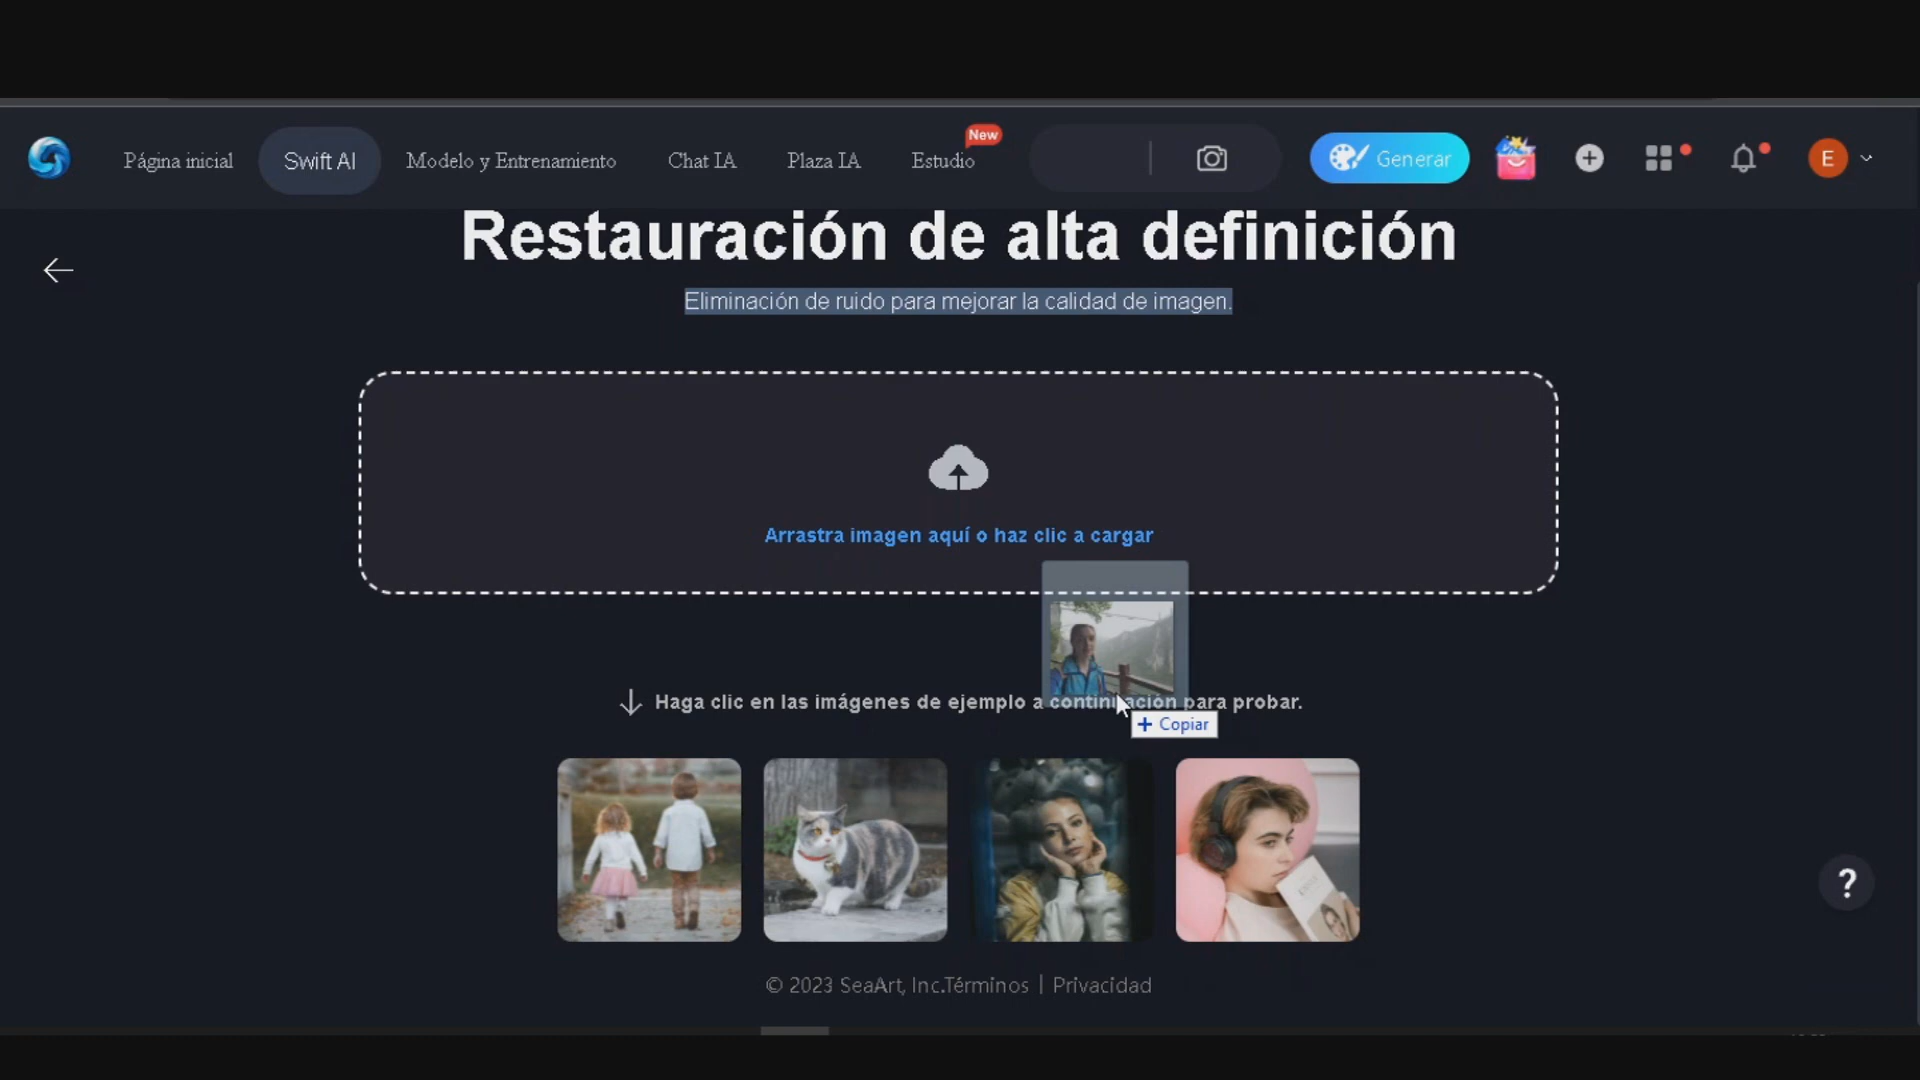 New
Página inicial
Swift AI
Modelo y Entrenamiento
Chat IA
Plaza IA
Estudio
Generar
E
Restauración de alta definición
Eliminación de ruido para mejorar la calidad de imagen.
Arrastra imagen aquí o haz clic a cargar
Haga clic en las imágenes de ejemplo a continuación para probar.
+ Copiar
?
© 2023 SeaArt, Inc.Términos | Privacidad